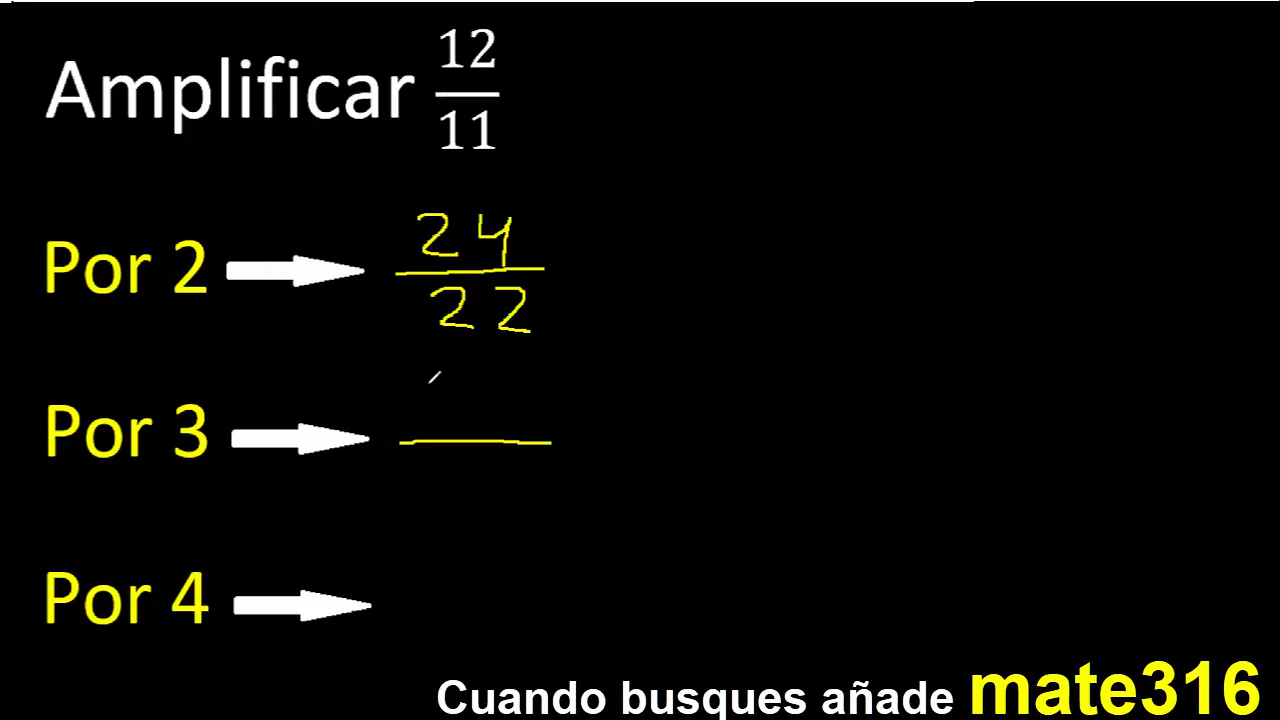 Amplificar 12/11
Por 2 24/22
Por 3
Por 4
Cuando busques añade mate316